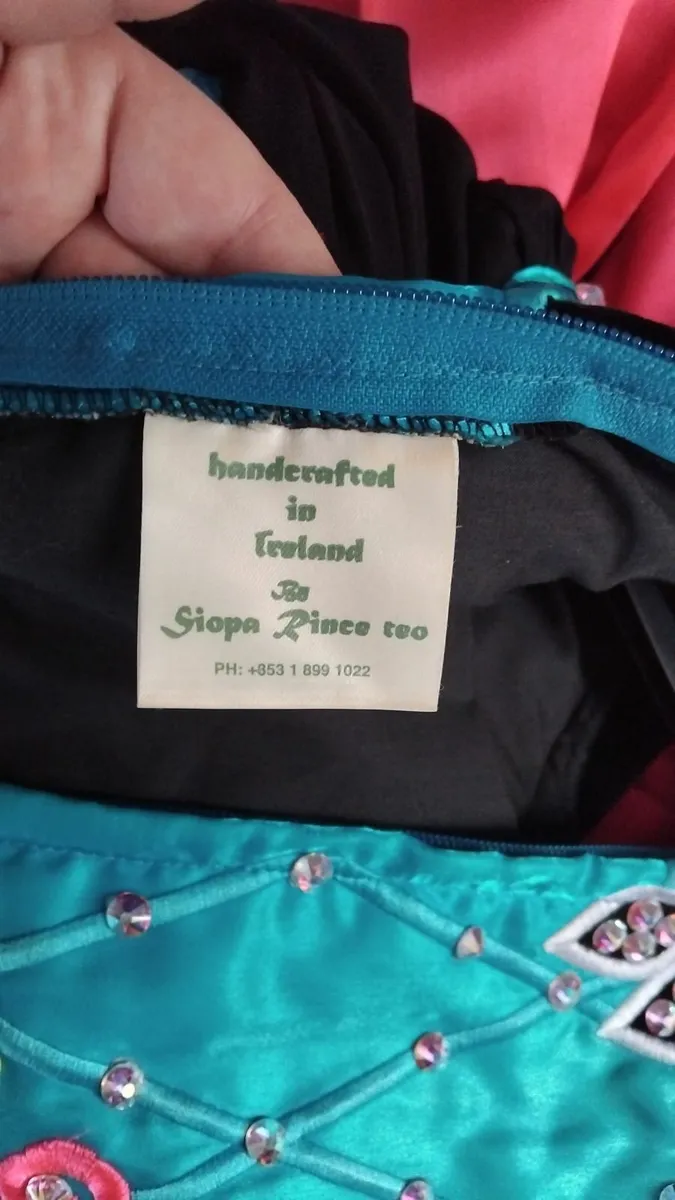 handcrafted
in
Ireland
By
Siopa Rince teo
PH: +353 1 899 1022